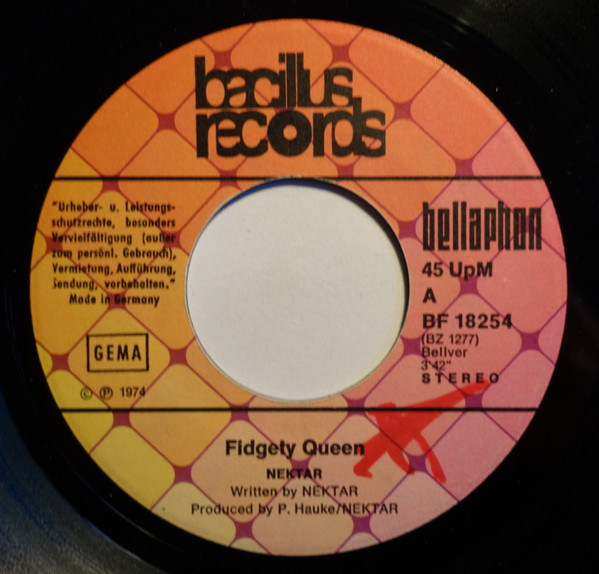 bacillus
records
"Urheber- u. Leistungs-
schutzrechte, besonders
Vervielfältigung (außer
zum persönl. Gebrauch),
Vermietung, Aufführung,
Sendung, vorbehalten."
Made in Germany
GEMA
© ℗ 1974
bellaphon
45 UpM
A
BF 18254
(BZ 1277)
Bellver
3'42"
STEREO
Fidgety Queen
NEKTAR
Written by NEKTAR
Produced by P. Hauke/NEKTAR